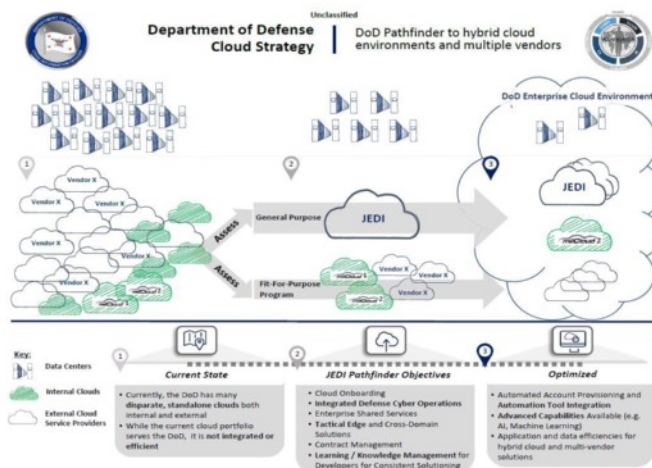 Unclassified
Department of Defense
Cloud Strategy
DoD Pathfinder to hybrid cloud
environments and multiple vendors
DoD Enterprise Cloud Environment
1
2
3
Vendor X
Vendor X
Vendor X
Vendor X
Vendor X
Vendor X
Vendor X
Vendor X
milCloud 2
Assess
Assess
General Purpose
JEDI
Fit-For-Purpose
Program
Vendor X
Vendor X
Vendor X
JEDI
milCloud 2
Key:
Data Centers
Internal Clouds
External Cloud
Service Providers
1
Current State
• Currently, the DoD has many
disparate, standalone clouds both
internal and external
• While the current cloud portfolio
serves the DoD, it is not integrated or
efficient
2
JEDI Pathfinder Objectives
• Cloud Onboarding
• Integrated Defense Cyber Operations
• Enterprise Shared Services
• Tactical Edge and Cross-Domain
Solutions
• Contract Management
• Learning / Knowledge Management for
Developers for Consistent Solutioning
3
Optimized
• Automated Account Provisioning and
Automation Tool Integration
• Advanced Capabilities Available (e.g.
AI, Machine Learning)
• Application and data efficiencies for
hybrid cloud and multi-vendor
solutions